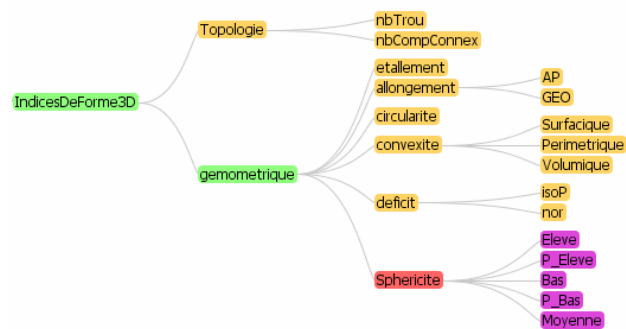 nbTrou
Topologie
nbCompConnex
etallement
AP
allongement
GEO
IndicesDeForme3D
circularite
Surfacique
convexite
Perimetrique
Volumique
gemometrique
isoP
deficit
nor
Eleve
P_Eleve
Sphericite
Bas
P_Bas
Moyenne